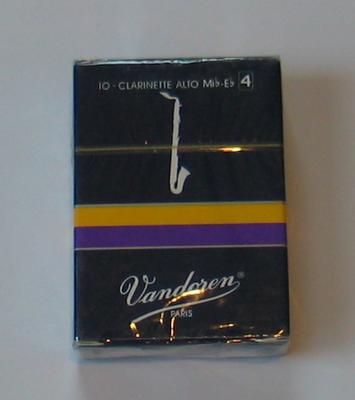 10 - CLARINETTE ALTO Mi♭-E♭ 4
Vandoren®
PARIS